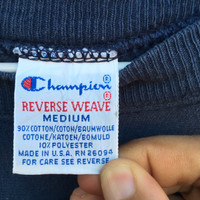 Champion
REVERSE WEAVE
MEDIUM
90% COTTON/COTON/BAUMWOLLE
COTONE/KATOEN/BOMULD
10% POLYESTER
MADE IN U.S.A. RN 26094
FOR CARE SEE REVERSE